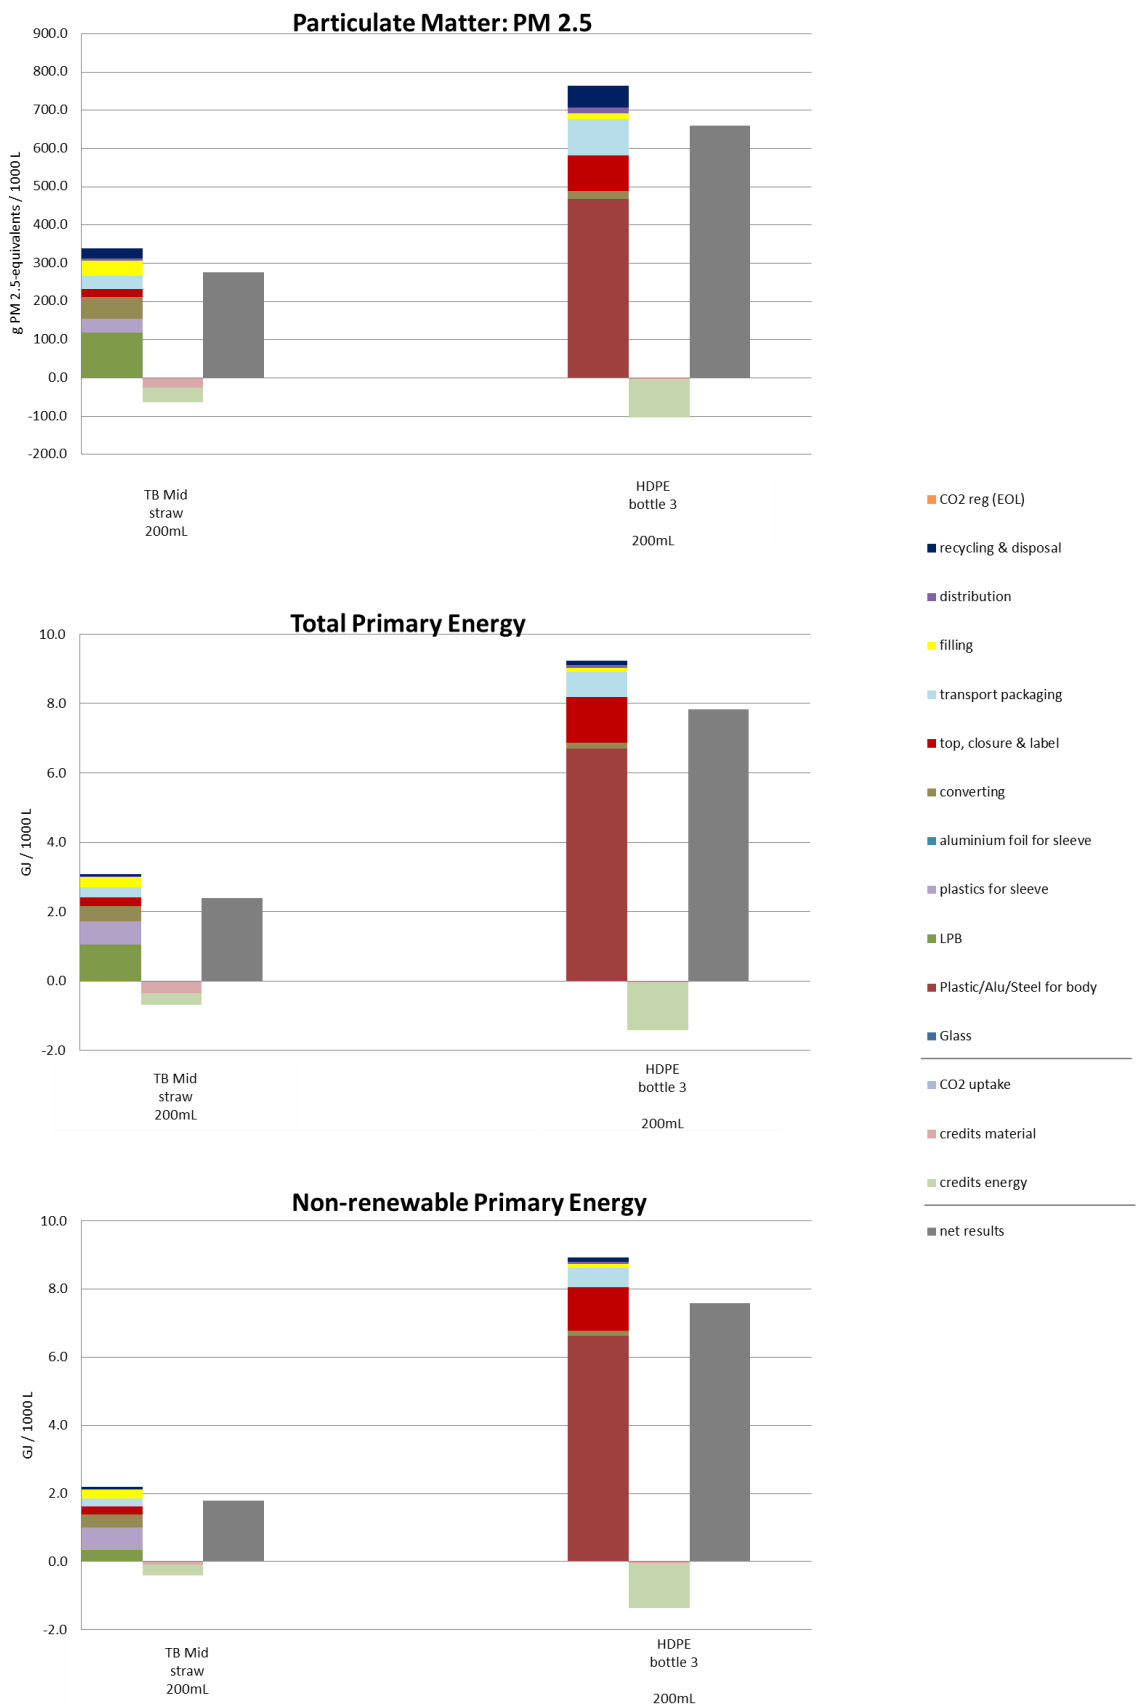 Particulate Matter: PM 2.5
900.0
800.0
700.0
600.0
500.0
400.0
300.0
200.0
100.0
0.0
-100.0
-200.0
g PM 2.5-equivalents / 1000 L
TB Mid
straw
200mL
HDPE
bottle 3
200mL
Total Primary Energy
10.0
8.0
6.0
4.0
2.0
0.0
-2.0
GJ / 1000 L
TB Mid
straw
200mL
HDPE
bottle 3
200mL
Non-renewable Primary Energy
10.0
8.0
6.0
4.0
2.0
0.0
-2.0
GJ / 1000 L
TB Mid
straw
200mL
HDPE
bottle 3
200mL
CO2 reg (EOL)
recycling & disposal
distribution
filling
transport packaging
top, closure & label
converting
aluminium foil for sleeve
plastics for sleeve
LPB
Plastic/Alu/Steel for body
Glass
CO2 uptake
credits material
credits energy
net results